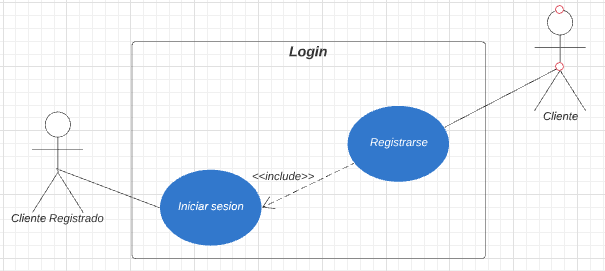 Login
Cliente
Registrarse
<<include>>
Iniciar sesion
Cliente Registrado